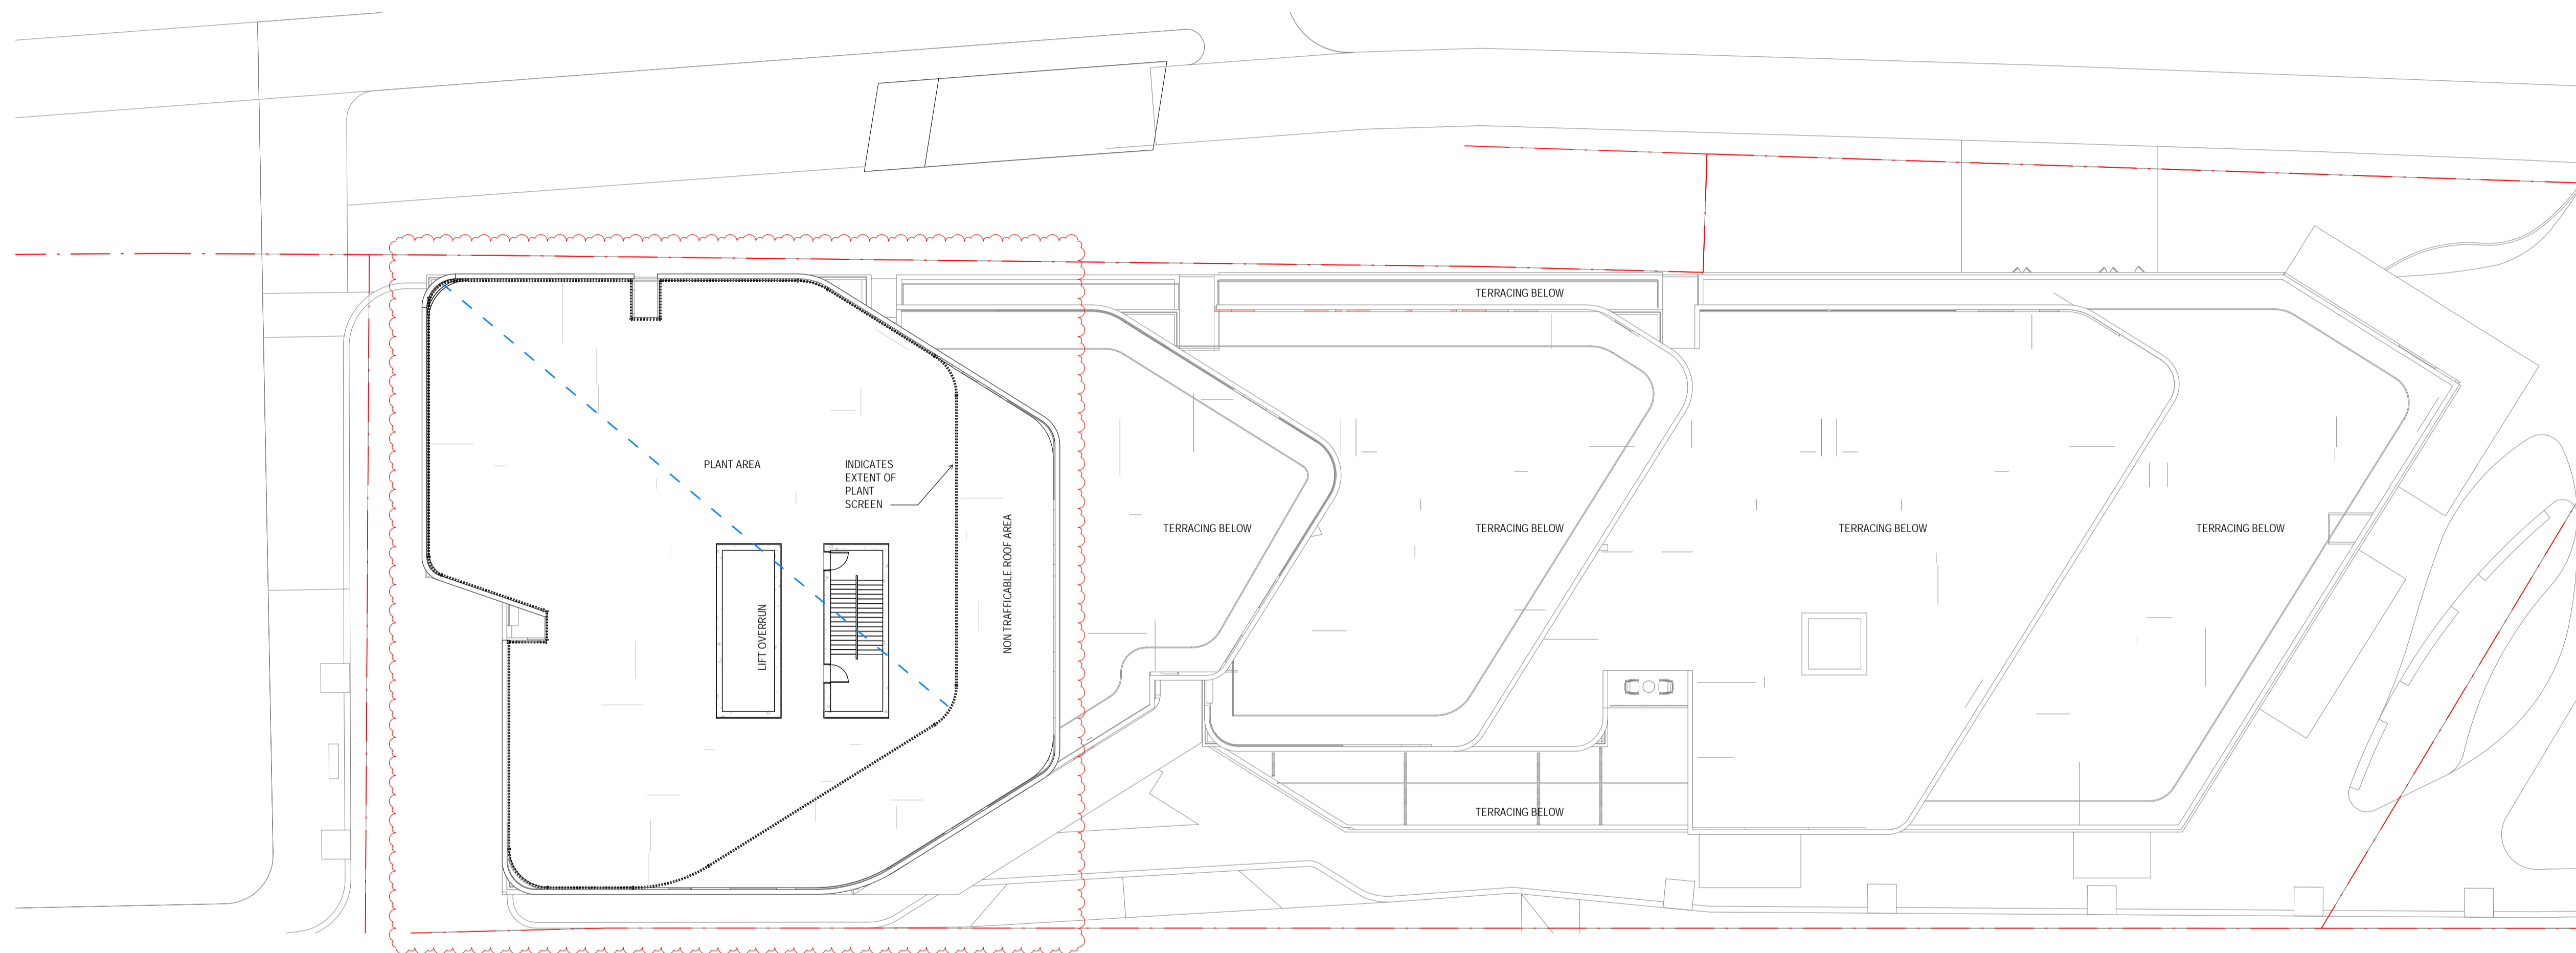 TERRACING BELOW
PLANT AREA
INDICATES
EXTENT OF
PLANT
SCREEN
LIFT OVERRUN
NON TRAFFICABLE ROOF AREA
TERRACING BELOW
TERRACING BELOW
TERRACING BELOW
TERRACING BELOW
TERRACING BELOW